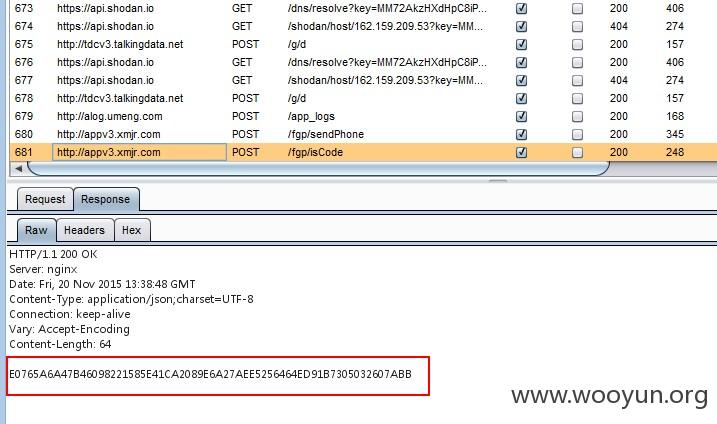 673 https://api.shodan.io GET /dns/resolve?key=MM72AkzHXdHpC8iP... 200 406
674 https://api.shodan.io GET /shodan/host/162.159.209.53?key=MM... 404 274
675 http://tdcv3.talkingdata.net POST /g/d 200 157
676 https://api.shodan.io GET /dns/resolve?key=MM72AkzHXdHpC8iP... 200 406
677 https://api.shodan.io GET /shodan/host/162.159.209.53?key=MM... 404 274
678 http://tdcv3.talkingdata.net POST /g/d 200 157
679 http://alog.umeng.com POST /app_logs 200 168
680 http://appv3.xmjr.com POST /fgp/sendPhone 200 345
681 http://appv3.xmjr.com POST /fgp/isCode 200 248
Request Response
Raw Headers Hex
HTTP/1.1 200 OK
Server: nginx
Date: Fri, 20 Nov 2015 13:38:48 GMT
Content-Type: application/json;charset=UTF-8
Connection: keep-alive
Vary: Accept-Encoding
Content-Length: 64
E0765A6A47B46098221585E41CA2089E6A27AEE5256464ED91B7305032607ABB
www.wooyun.org